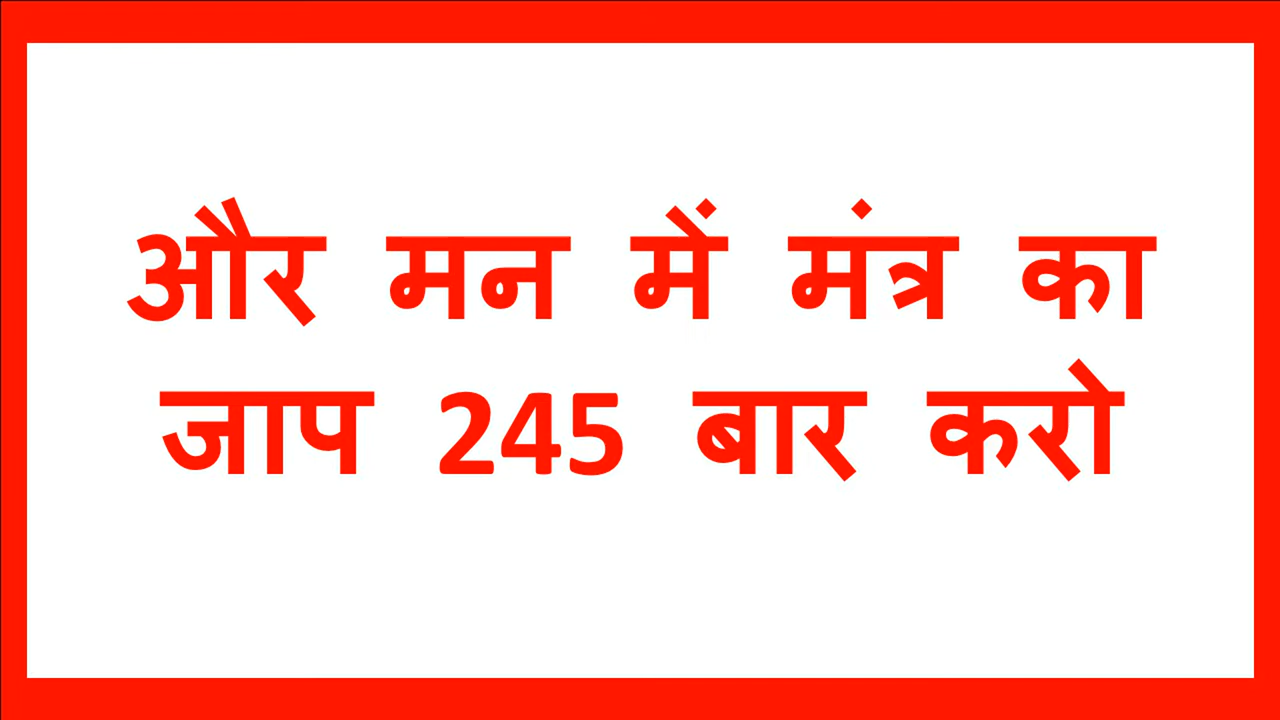 और मन में मंत्र का
जाप 245 बार करो